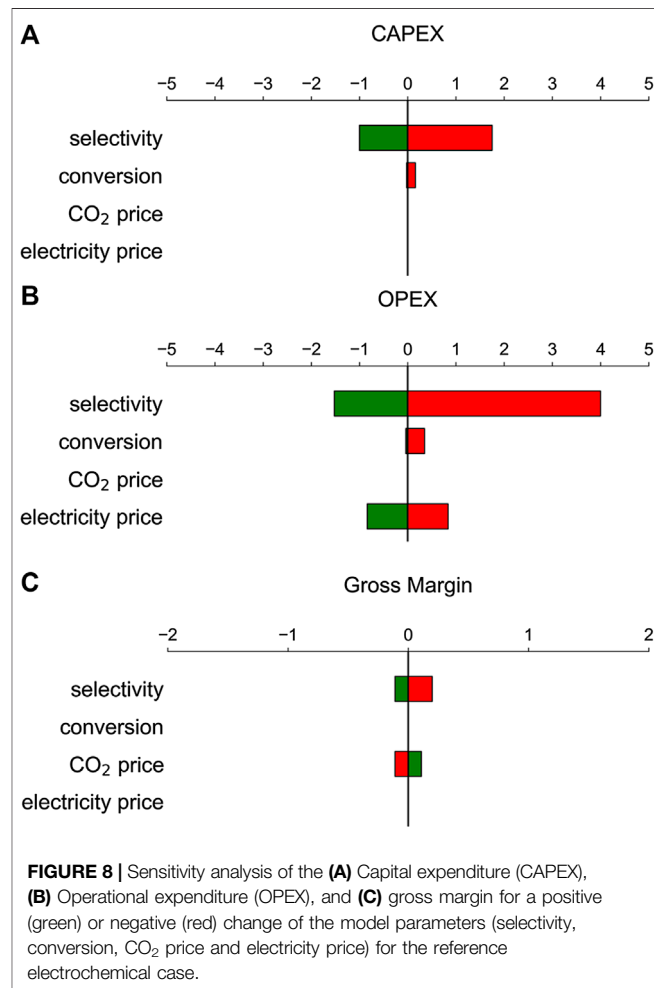 A
CAPEX
−5 −4 −3 −2 −1 0 1 2 3 4 5
selectivity
conversion
CO₂ price
electricity price
B
OPEX
−5 −4 −3 −2 −1 0 1 2 3 4 5
selectivity
conversion
CO₂ price
electricity price
C
Gross Margin
−2 −1 0 1 2
selectivity
conversion
CO₂ price
electricity price
FIGURE 8 | Sensitivity analysis of the (A) Capital expenditure (CAPEX),
(B) Operational expenditure (OPEX), and (C) gross margin for a positive
(green) or negative (red) change of the model parameters (selectivity,
conversion, CO₂ price and electricity price) for the reference
electrochemical case.